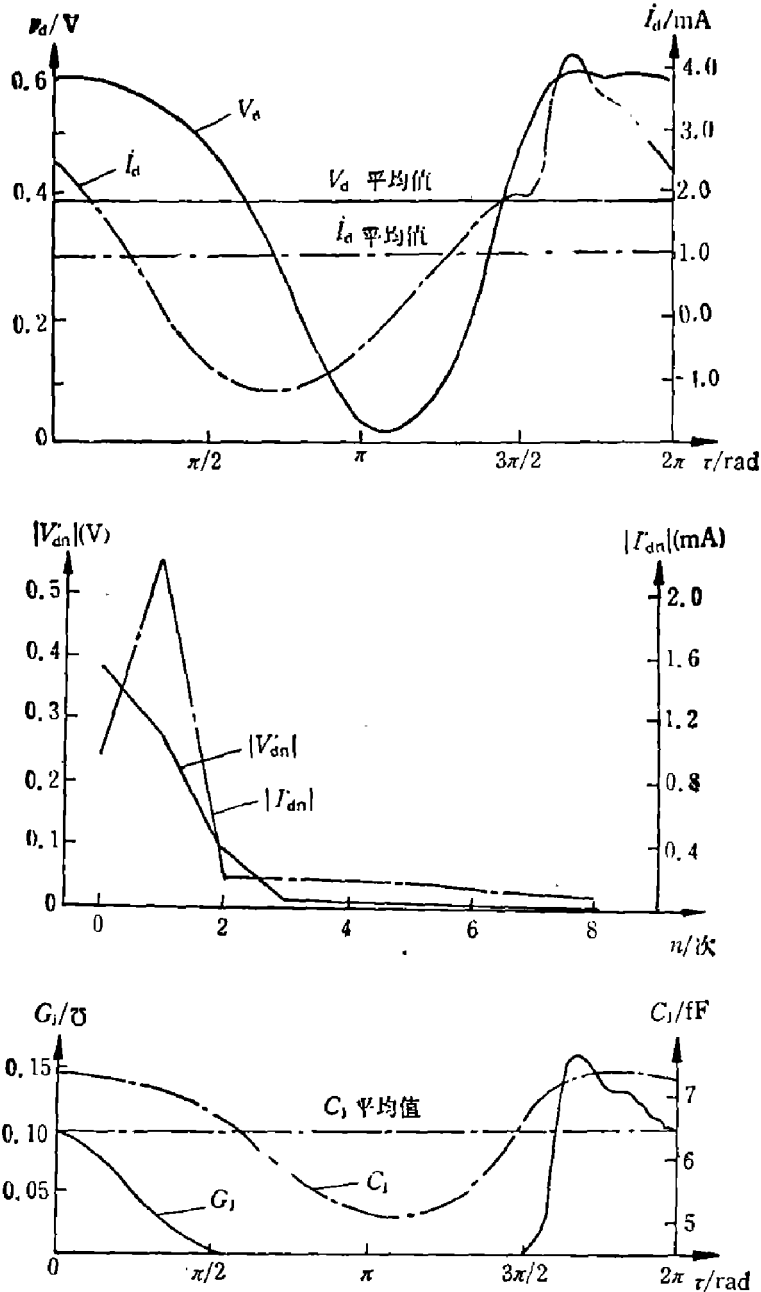 v_d/V
i_d/mA
0.6
0.4
0.2
0
4.0
3.0
2.0
1.0
0.0
-1.0
V_d
i_d
V_d 平均值
i_d 平均值
π/2
π
3π/2
2π
τ/rad
|V_dn|(V)
|I_dn|(mA)
0.5
0.4
0.3
0.2
0.1
0
2.0
1.6
1.2
0.8
0.4
|V_dn|
|I_dn|
0
2
4
6
8
n/次
G_J/℧
C_J/fF
0.15
0.10
0.05
7
6
5
C_J 平均值
G_J
C_J
0
π/2
π
3π/2
2π
τ/rad